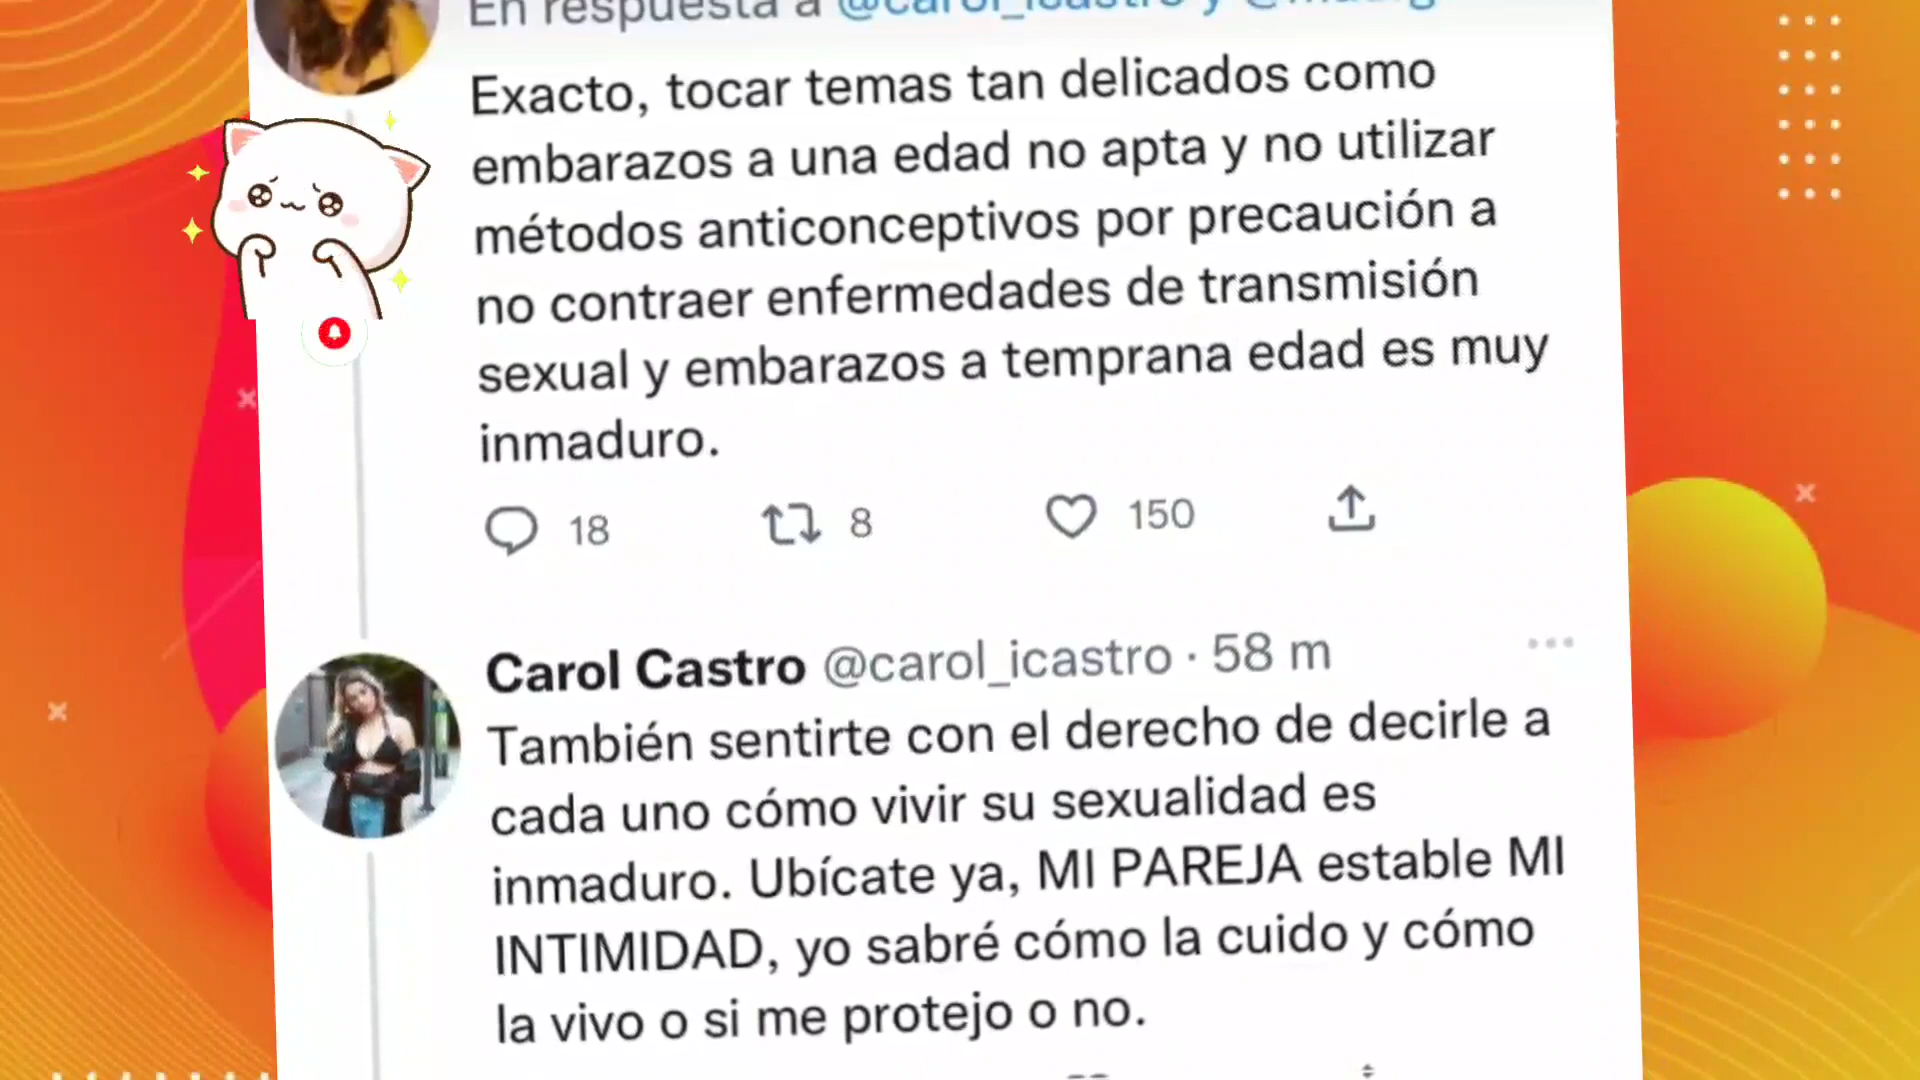 En respuesta a @carol_icastro y
Exacto, tocar temas tan delicados como
embarazos a una edad no apta y no utilizar
métodos anticonceptivos por precaución a
no contraer enfermedades de transmisión
sexual y embarazos a temprana edad es muy
inmaduro.
18 8 150
Carol Castro @carol_icastro · 58 m
También sentirte con el derecho de decirle a
cada uno cómo vivir su sexualidad es
inmaduro. Ubícate ya, MI PAREJA estable MI
INTIMIDAD, yo sabré cómo la cuido y cómo
la vivo o si me protejo o no.